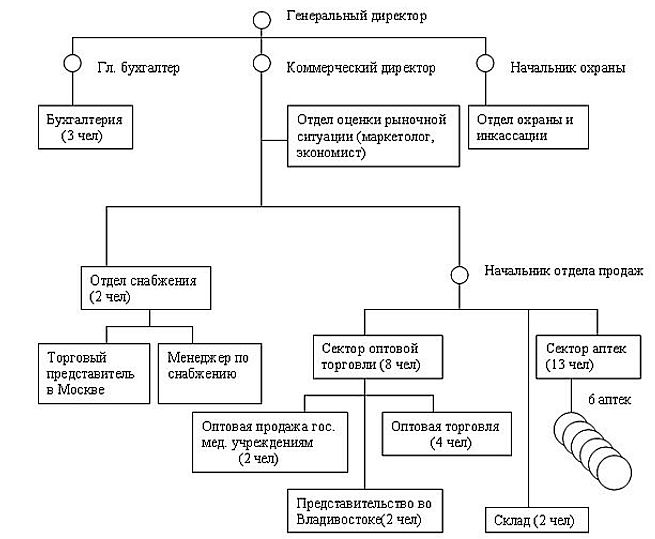 Генеральный директор
Гл. бухгалтер
Коммерческий директор
Начальник охраны
Бухгалтерия
(3 чел)
Отдел оценки рыночной
ситуации (маркетолог,
экономист)
Отдел охраны и
инкассации
Отдел снабжения
(2 чел)
Начальник отдела продаж
Торговый
представитель
в Москве
Менеджер по
снабжению
Сектор оптовой
торговли (8 чел)
Сектор аптек
(13 чел)
6 аптек
Оптовая продажа гос.
мед. учреждениям
(2 чел)
Оптовая торговля
(4 чел)
Представительство во
Владивостоке(2 чел)
Склад (2 чел)